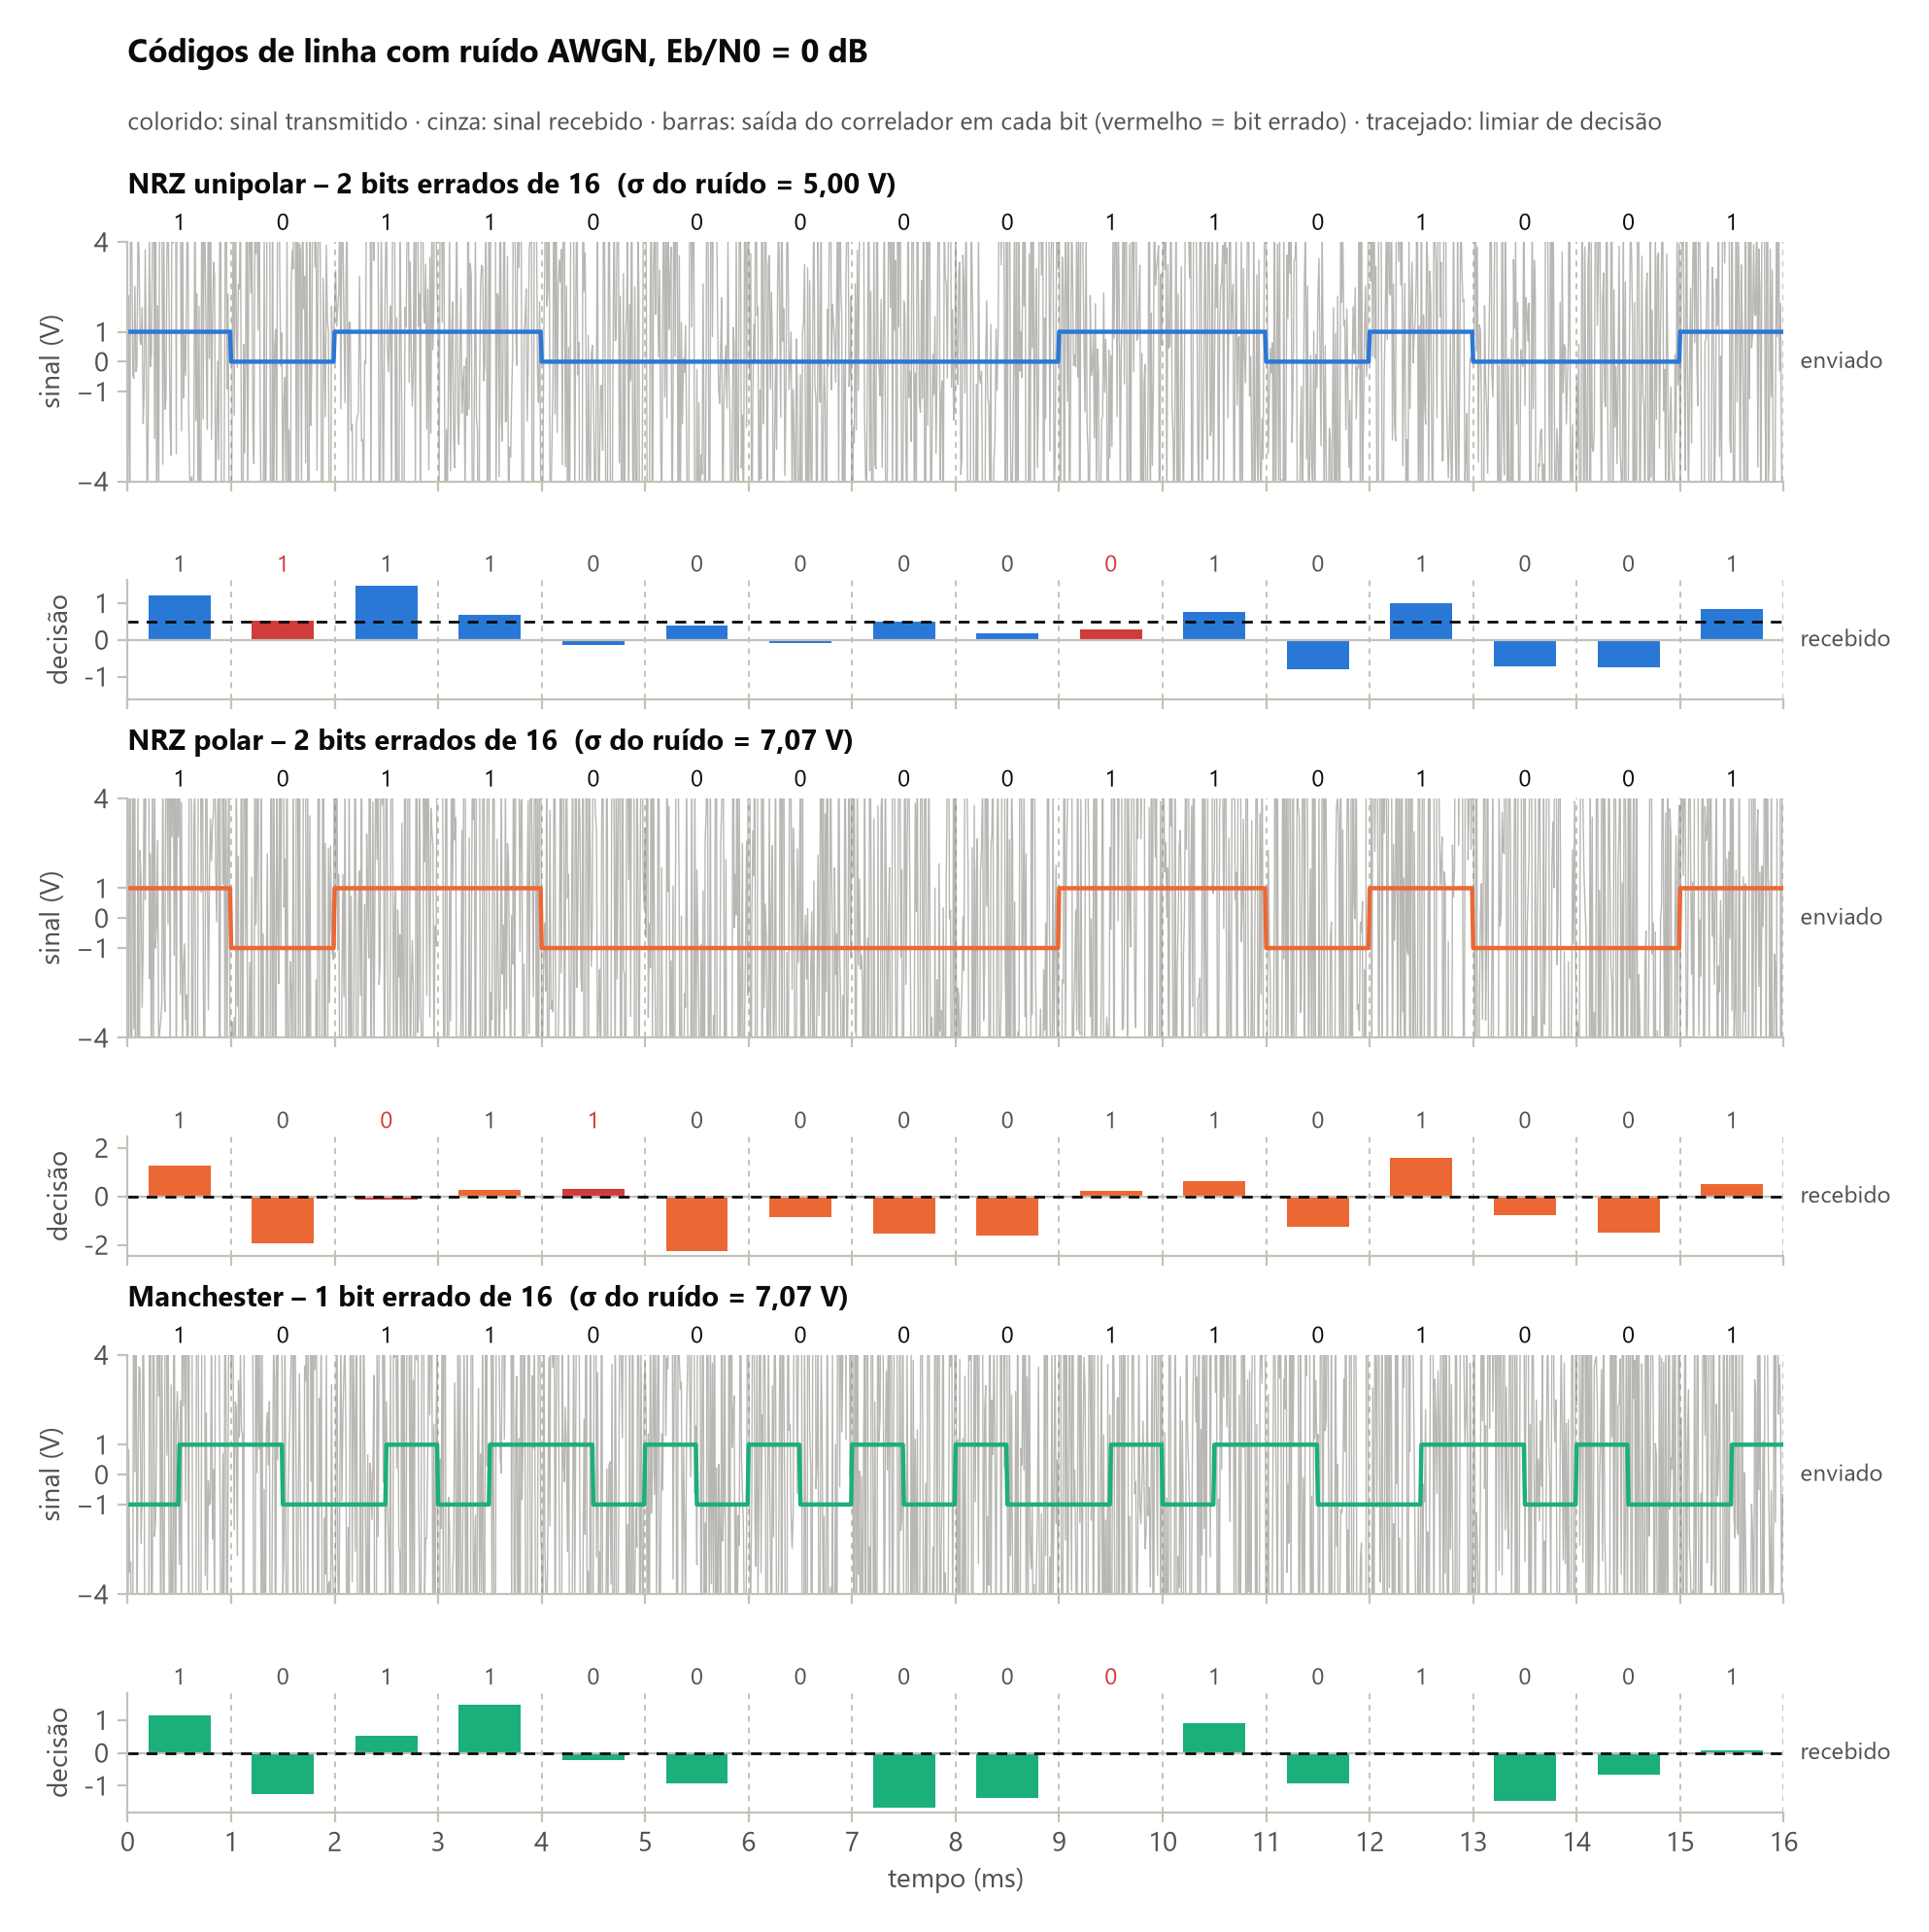 Códigos de linha com ruído AWGN, Eb/N0 = 0 dB
colorido: sinal transmitido · cinza: sinal recebido · barras: saída do correlador em cada bit (vermelho = bit errado) · tracejado: limiar de decisão
NRZ unipolar – 2 bits errados de 16 (σ do ruído = 5,00 V)
1 0 1 1 0 0 0 0 0 1 1 0 1 0 0 1
4
1
0
−1
−4
sinal (V)
enviado
1 1 1 1 0 0 0 0 0 0 1 0 1 0 0 1
1
0
-1
decisão
recebido
NRZ polar – 2 bits errados de 16 (σ do ruído = 7,07 V)
1 0 1 1 0 0 0 0 0 1 1 0 1 0 0 1
4
1
0
−1
−4
sinal (V)
enviado
1 0 0 1 1 0 0 0 0 1 1 0 1 0 0 1
2
0
-2
decisão
recebido
Manchester – 1 bit errado de 16 (σ do ruído = 7,07 V)
1 0 1 1 0 0 0 0 0 1 1 0 1 0 0 1
4
1
0
−1
−4
sinal (V)
enviado
1 0 1 1 0 0 0 0 0 0 1 0 1 0 0 1
1
0
-1
decisão
recebido
0 1 2 3 4 5 6 7 8 9 10 11 12 13 14 15 16
tempo (ms)